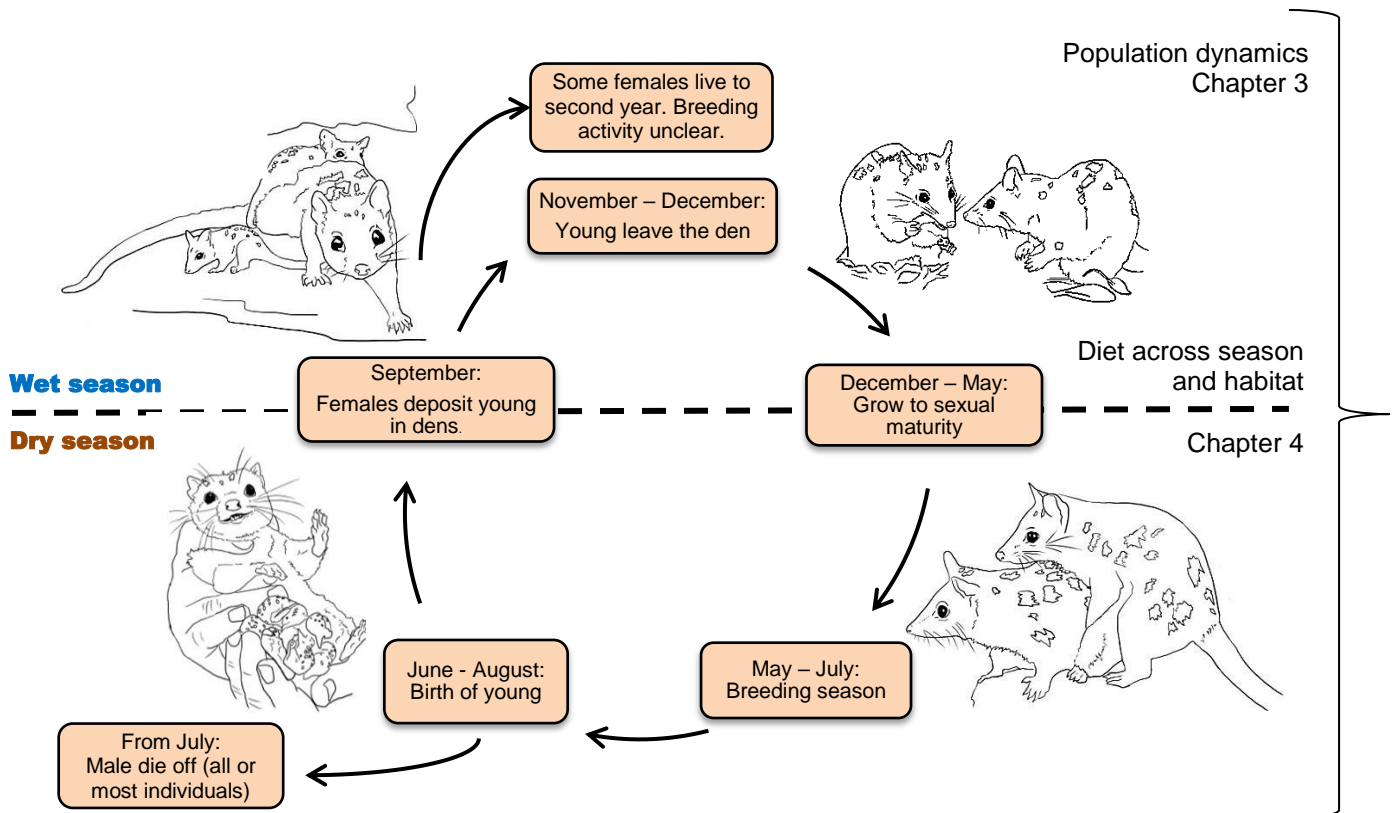 Population dynamics
Chapter 3
Some females live to
second year. Breeding
activity unclear.
November – December:
Young leave the den
Diet across season
and habitat
Wet season
September:
Females deposit young
in dens.
December – May:
Grow to sexual
maturity
Dry season
Chapter 4
June - August:
Birth of young
May – July:
Breeding season
From July:
Male die off (all or
most individuals)